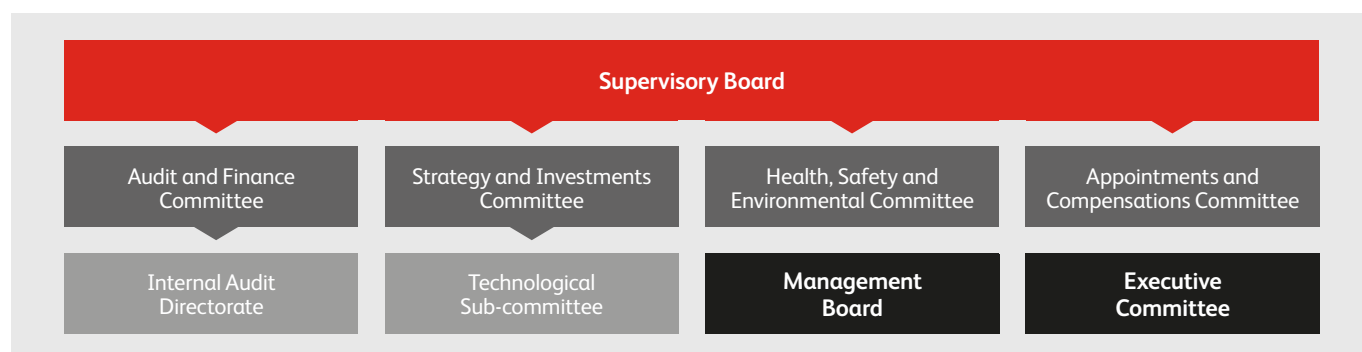 Supervisory Board
Audit and Finance
Committee
Strategy and Investments
Committee
Health, Safety and
Environmental Committee
Appointments and
Compensations Committee
Internal Audit
Directorate
Technological
Sub-committee
Management
Board
Executive
Committee